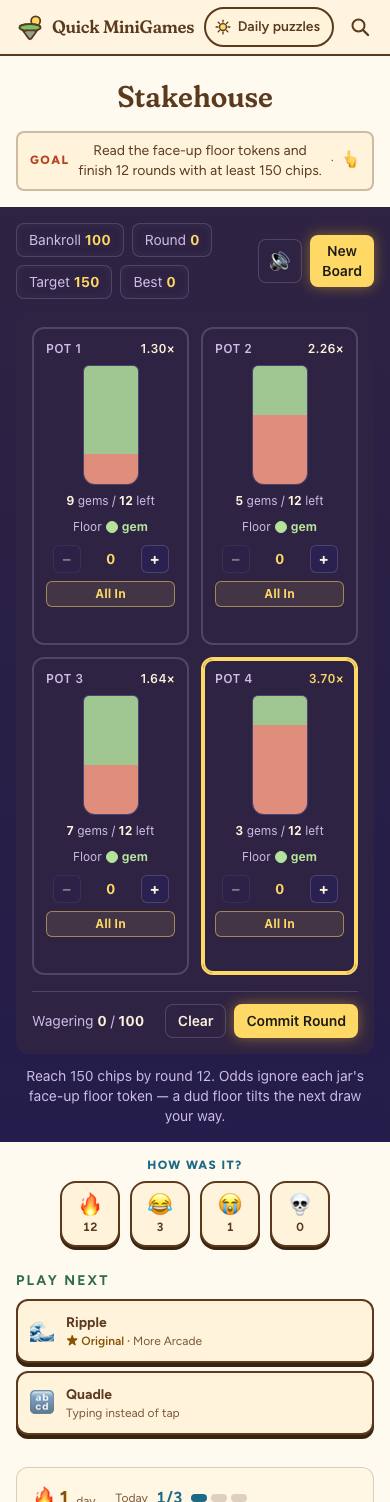 Quick MiniGames
Daily puzzles
Stakehouse
GOAL
Read the face-up floor tokens and
finish 12 rounds with at least 150 chips.
Bankroll 100
Round 0
Target 150
Best 0
New
Board
POT 1 1.30×
9 gems / 12 left
Floor gem
− 0 +
All In
POT 2 2.26×
5 gems / 12 left
Floor gem
− 0 +
All In
POT 3 1.64×
7 gems / 12 left
Floor gem
− 0 +
All In
POT 4 3.70×
3 gems / 12 left
Floor gem
− 0 +
All In
Wagering 0 / 100
Clear
Commit Round
Reach 150 chips by round 12. Odds ignore each jar's
face-up floor token — a dud floor tilts the next draw
your way.
HOW WAS IT?
12
3
1
0
PLAY NEXT
Ripple
★ Original · More Arcade
abcd
Quadle
Typing instead of tap
1 day Today 1/3